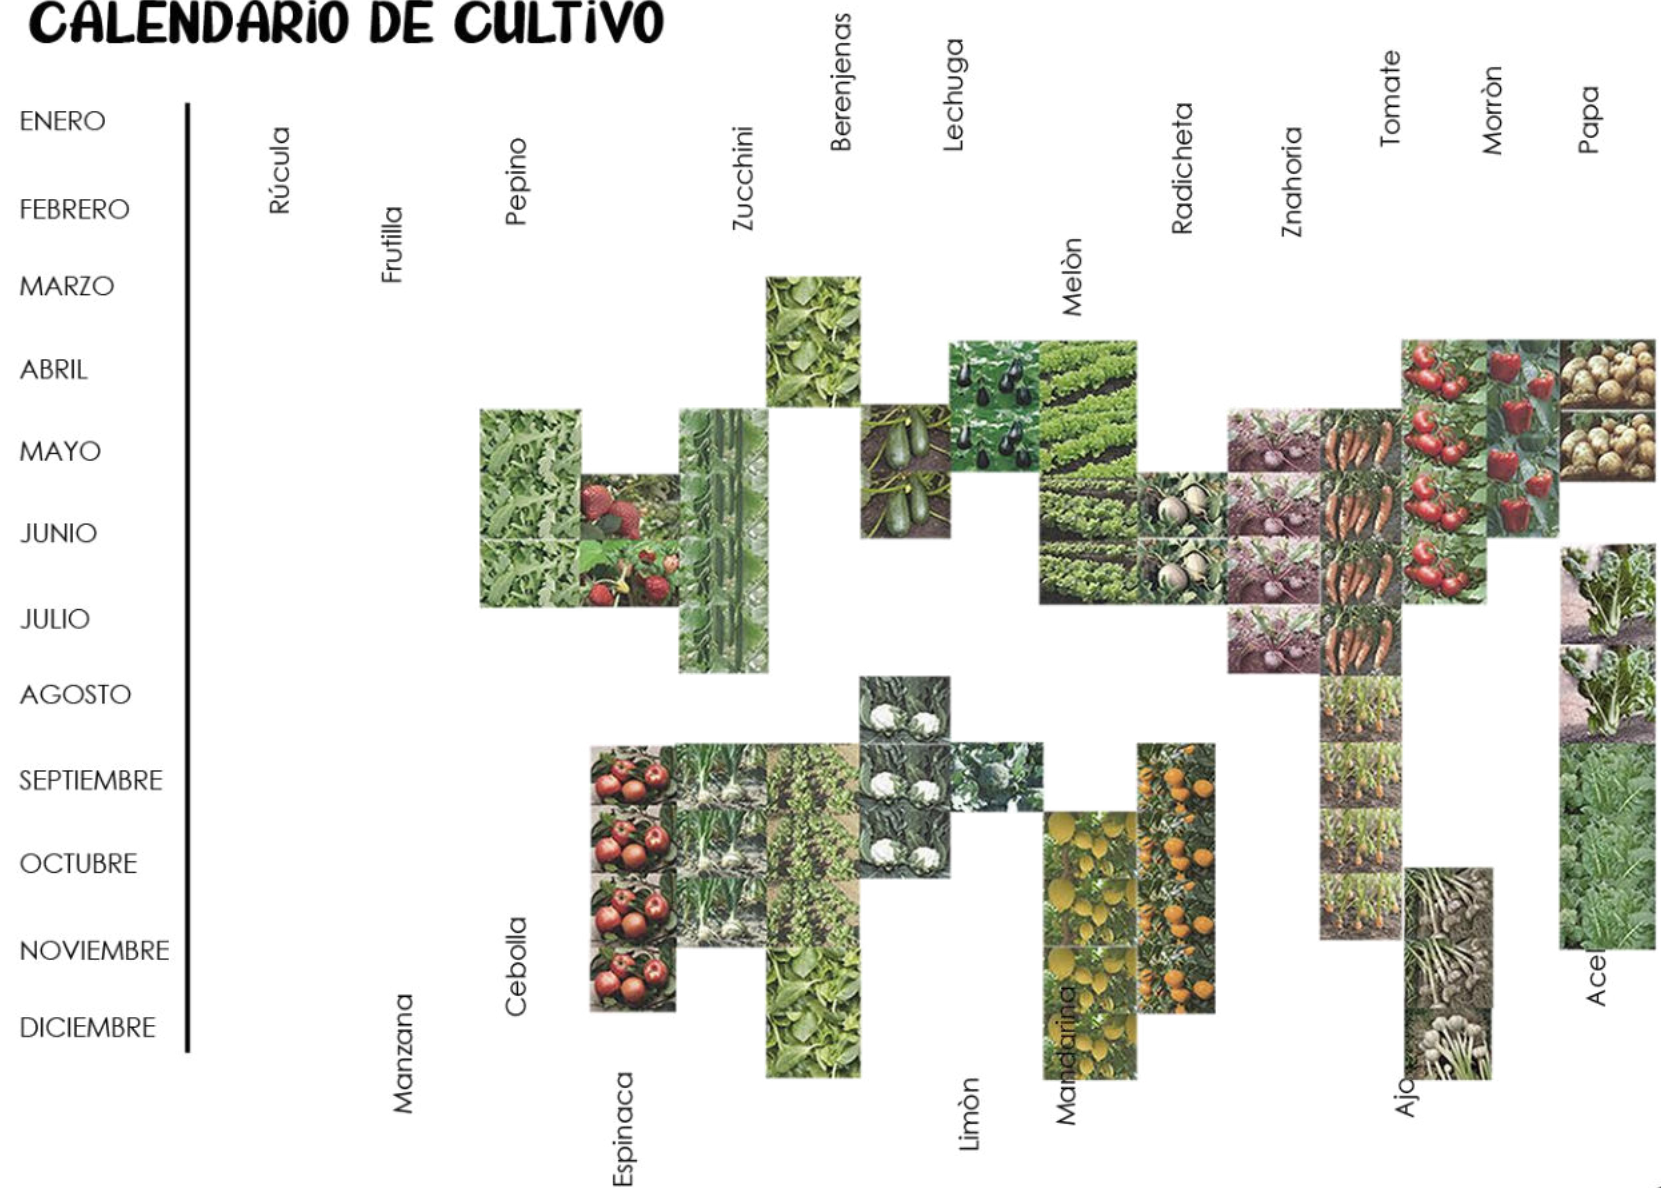 CALENDARIO DE CULTIVO
ENERO
FEBRERO
MARZO
ABRIL
MAYO
JUNIO
JULIO
AGOSTO
SEPTIEMBRE
OCTUBRE
NOVIEMBRE
DICIEMBRE
Rúcula
Frutilla
Pepino
Zucchini
Berenjenas
Lechuga
Melòn
Radicheta
Znahoria
Tomate
Morròn
Papa
Manzana
Cebolla
Espinaca
Limòn
Mandarina
Ajo
Acel